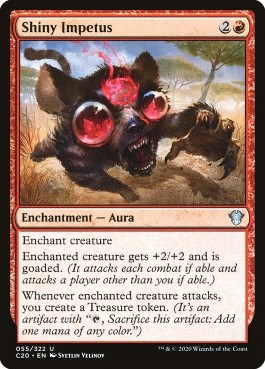 Shiny Impetus 2
Enchantment — Aura
Enchant creature
Enchanted creature gets +2/+2 and is
goaded. (It attacks each combat if able and
attacks a player other than you if able.)
Whenever enchanted creature attacks,
you create a Treasure token. (It's an
artifact with “, Sacrifice this artifact: Add
one mana of any color.”)
055/322 U
C20 • EN Svetlin Velinov
™ & © 2020 Wizards of the Coast